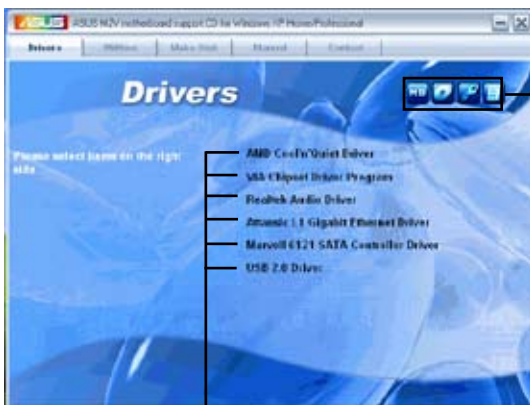 ASUS M2V motherboard support CD for Windows XP Home/Professional
Drivers Utilities Make Disk Manual Contact
Drivers
Please select items on the right
side
AMD Cool'n'Quiet Driver
VIA Chipset Driver Program
Realtek Audio Driver
Attansic L1 Gigabit Ethernet Driver
Marvell 6121 SATA Controller Driver
USB 2.0 Driver